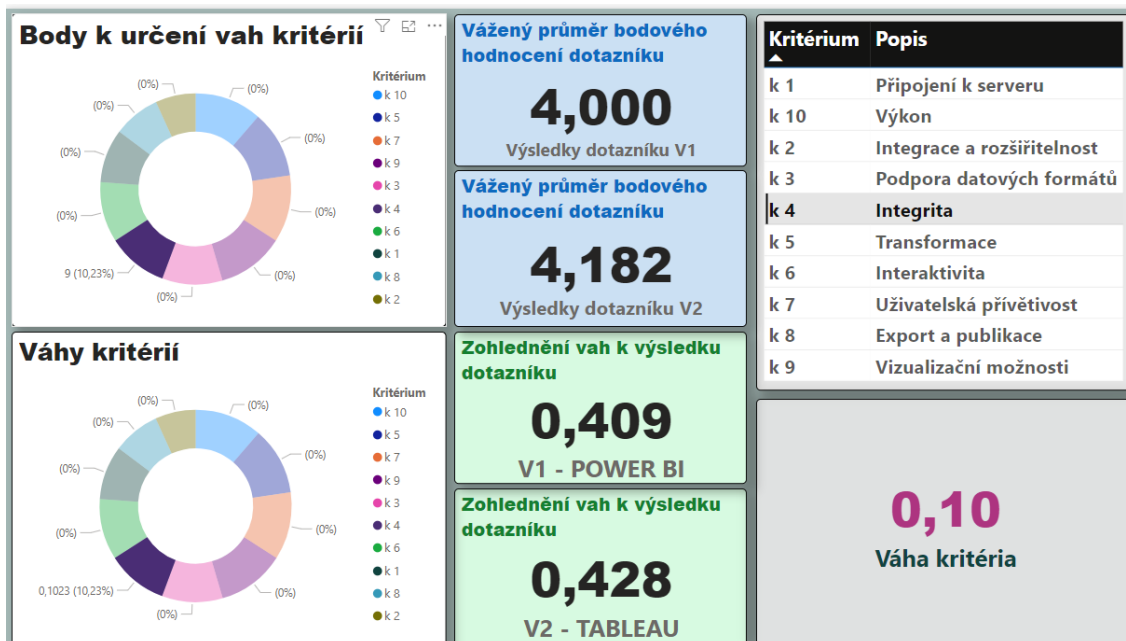 Body k určení vah kritérií
(0%)
(0%)
(0%)
(0%)
(0%)
(0%)
(0%)
(0%)
9 (10,23%)
(0%)
Kritérium
k 10
k 5
k 7
k 9
k 3
k 4
k 6
k 1
k 8
k 2
Váhy kritérií
(0%)
(0%)
(0%)
(0%)
(0%)
(0%)
(0%)
(0%)
0,1023 (10,23%)
(0%)
Kritérium
k 10
k 5
k 7
k 9
k 3
k 4
k 6
k 1
k 8
k 2
Vážený průměr bodového
hodnocení dotazníku
4,000
Výsledky dotazníku V1
Vážený průměr bodového
hodnocení dotazníku
4,182
Výsledky dotazníku V2
Zohlednění vah k výsledku
dotazníku
0,409
V1 - POWER BI
Zohlednění vah k výsledku
dotazníku
0,428
V2 - TABLEAU
Kritérium Popis
k 1 Připojení k serveru
k 10 Výkon
k 2 Integrace a rozšiřitelnost
k 3 Podpora datových formátů
k 4 Integrita
k 5 Transformace
k 6 Interaktivita
k 7 Uživatelská přívětivost
k 8 Export a publikace
k 9 Vizualizační možnosti
0,10
Váha kritéria